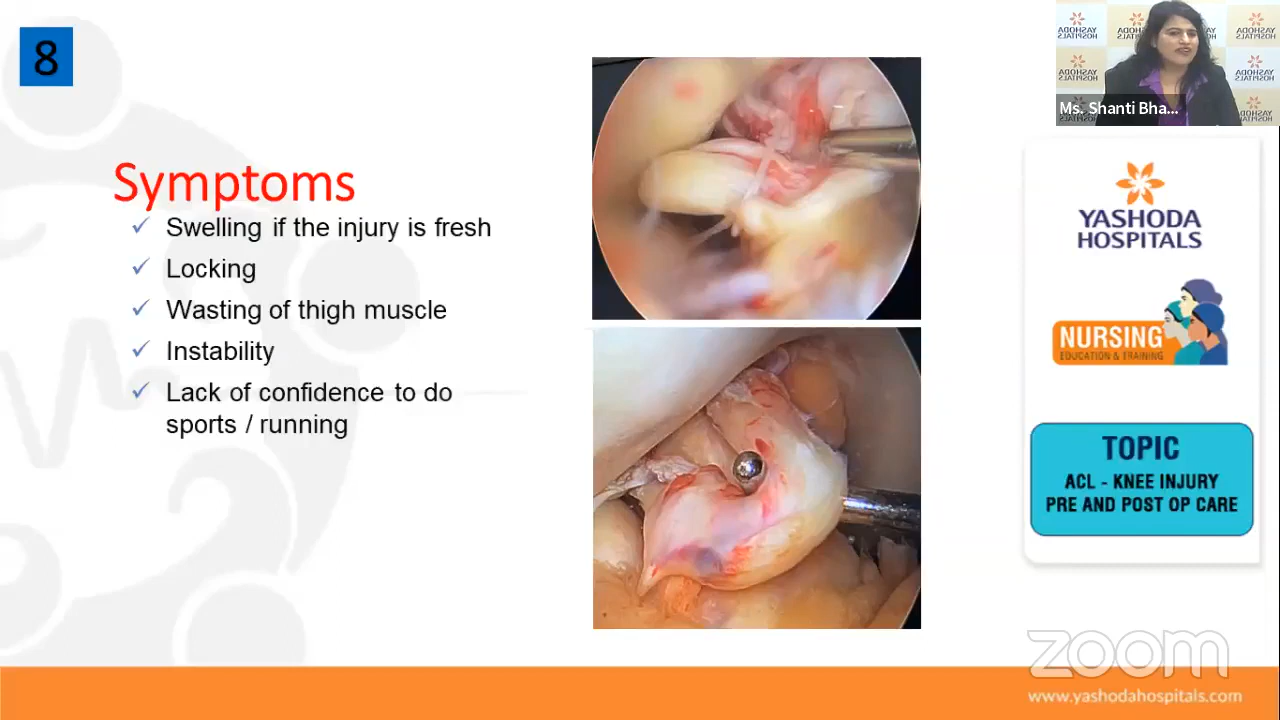 8
Symptoms
✓ Swelling if the injury is fresh
✓ Locking
✓ Wasting of thigh muscle
✓ Instability
✓ Lack of confidence to do
sports / running
YASHODA HOSPITALS
Ms. Shanti Bha...
YASHODA
HOSPITALS
NURSING
EDUCATION & TRAINING
TOPIC
ACL - KNEE INJURY
PRE AND POST OP CARE
zoom
www.yashodahospitals.com